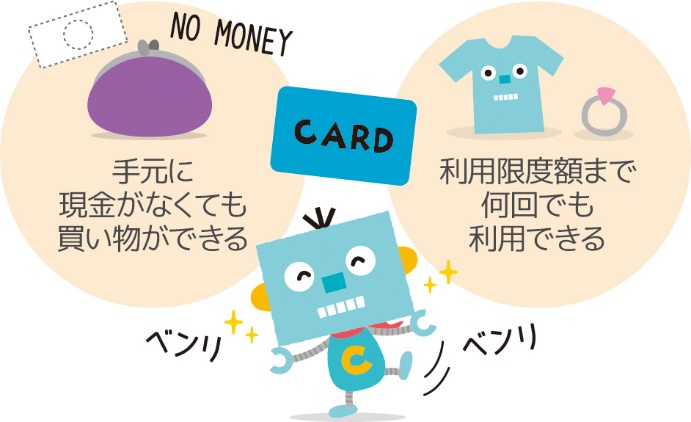 NO MONEY
手元に
現金がなくても
買い物ができる
CARD
利用限度額まで
何回でも
利用できる
ベンリ
ベンリ
C